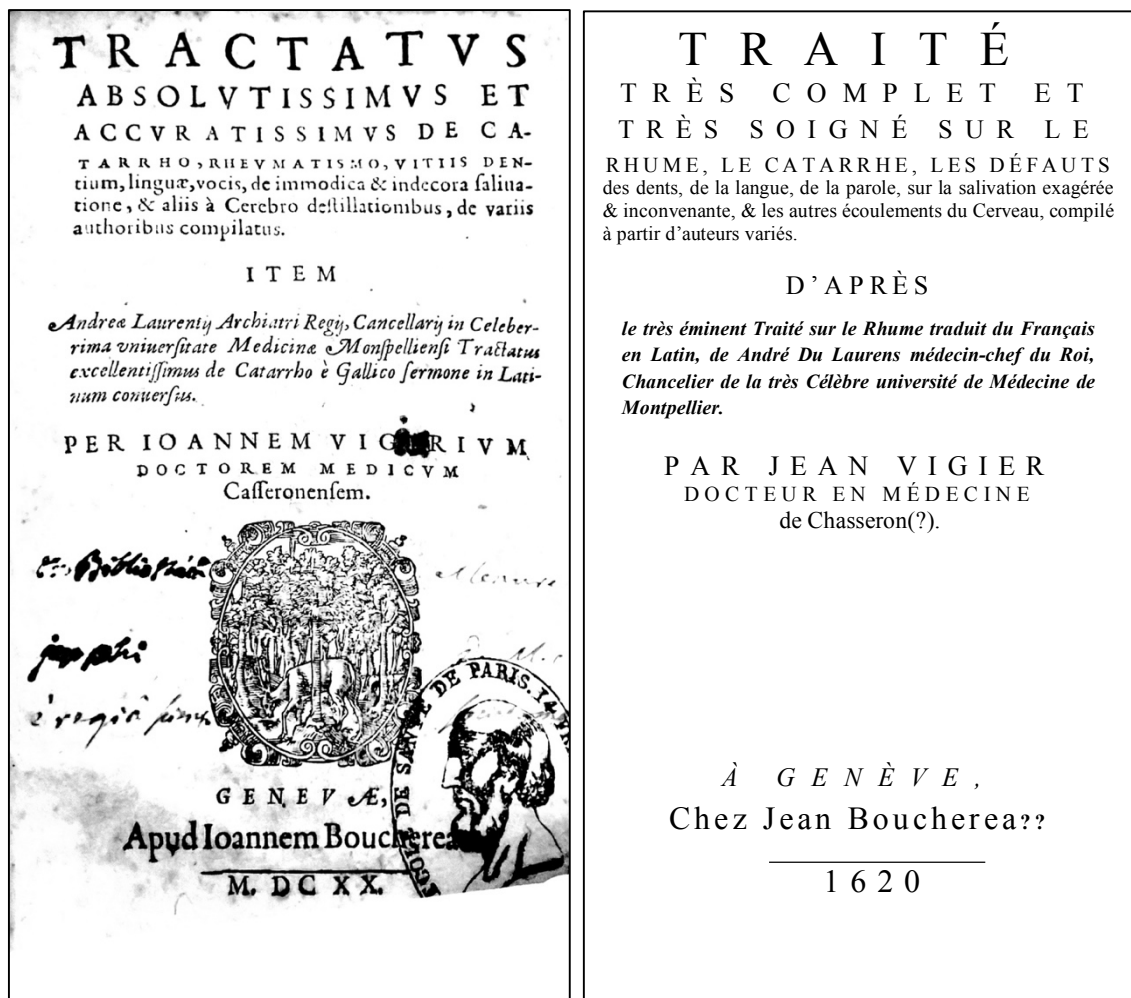 TRACTATVS
ABSOLVTISSIMVS ET
ACCVRATISSIMVS DE CA-
TARRHO, RHEVMATISMO, VITIIS DEN-
tium, linguæ, vocis, de immodica & indecora saliua-
tione, & aliis à Cerebro destillationibus, de variis
authoribus compilatus.
ITEM
Andreæ Laurentij Archiatri Regij, Cancellarij in Celeber-
rima vniuersitate Medicinæ Monspelliensi Tractatus
excellentissimus de Catarrho è Gallico sermone in Lati-
num conuersus.
PER IOANNEM
DOCTOREM MEDICVM
Casseronensem.
ECOLE DE SANTÉ DE PARIS. 14
GENEVÆ,
Apud Ioannem
M. DC XX.
TRAITÉ
TRÈS COMPLET ET
TRÈS SOIGNÉ SUR LE
RHUME, LE CATARRHE, LES DÉFAUTS
des dents, de la langue, de la parole, sur la salivation exagérée
& inconvenante, & les autres écoulements du Cerveau, compilé
à partir d'auteurs variés.
D'APRÈS
le très éminent Traité sur le Rhume traduit du Français
en Latin, de André Du Laurens médecin-chef du Roi,
Chancelier de la très Célèbre université de Médecine de
Montpellier.
PAR JEAN VIGIER
DOCTEUR EN MÉDECINE
de Chasseron(?).
À GENÈVE,
Chez Jean Boucherea??
1620